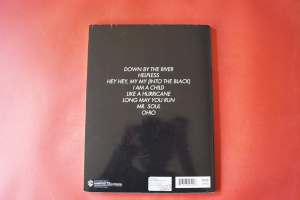 DOWN BY THE RIVER
HELPLESS
HEY HEY, MY MY [INTO THE BLACK]
I AM A CHILD
LIKE A HURRICANE
LONG MAY YOU RUN
MR. SOUL
OHIO